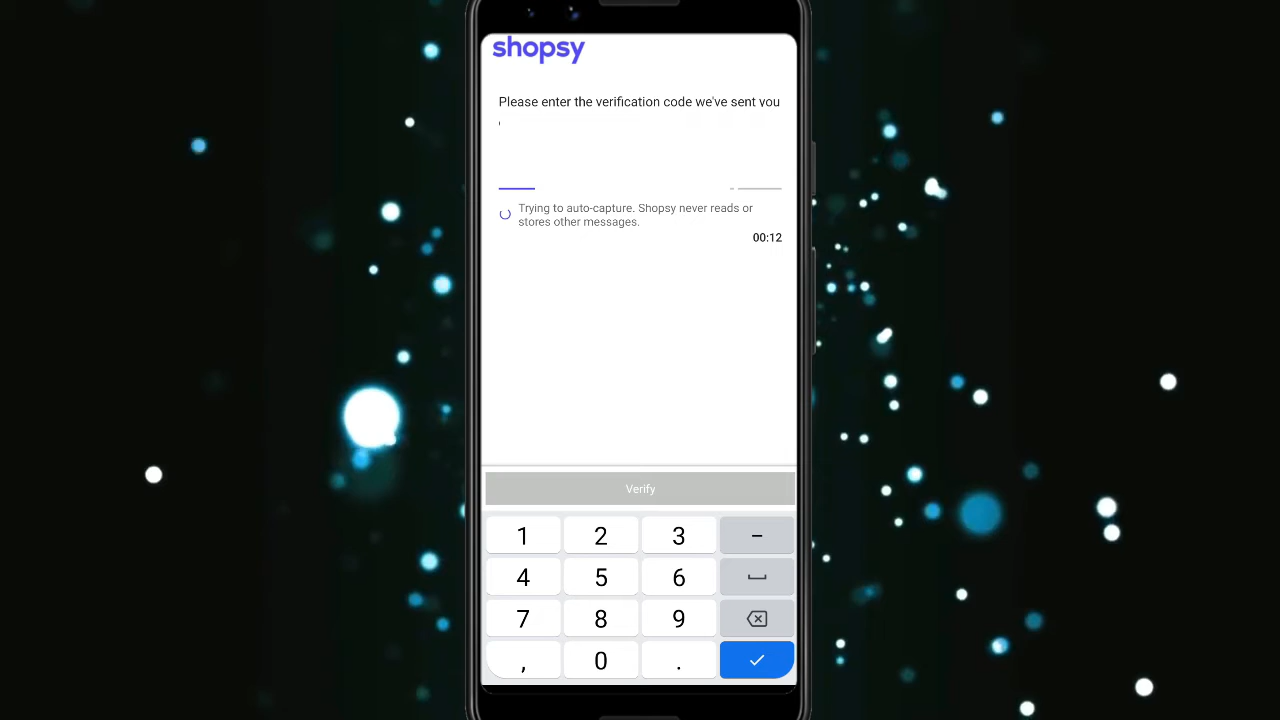 shopsy
Please enter the verification code we've sent you
Trying to auto-capture. Shopsy never reads or
stores other messages.
00:12
Verify
1 2 3 -
4 5 6
7 8 9
, 0 .